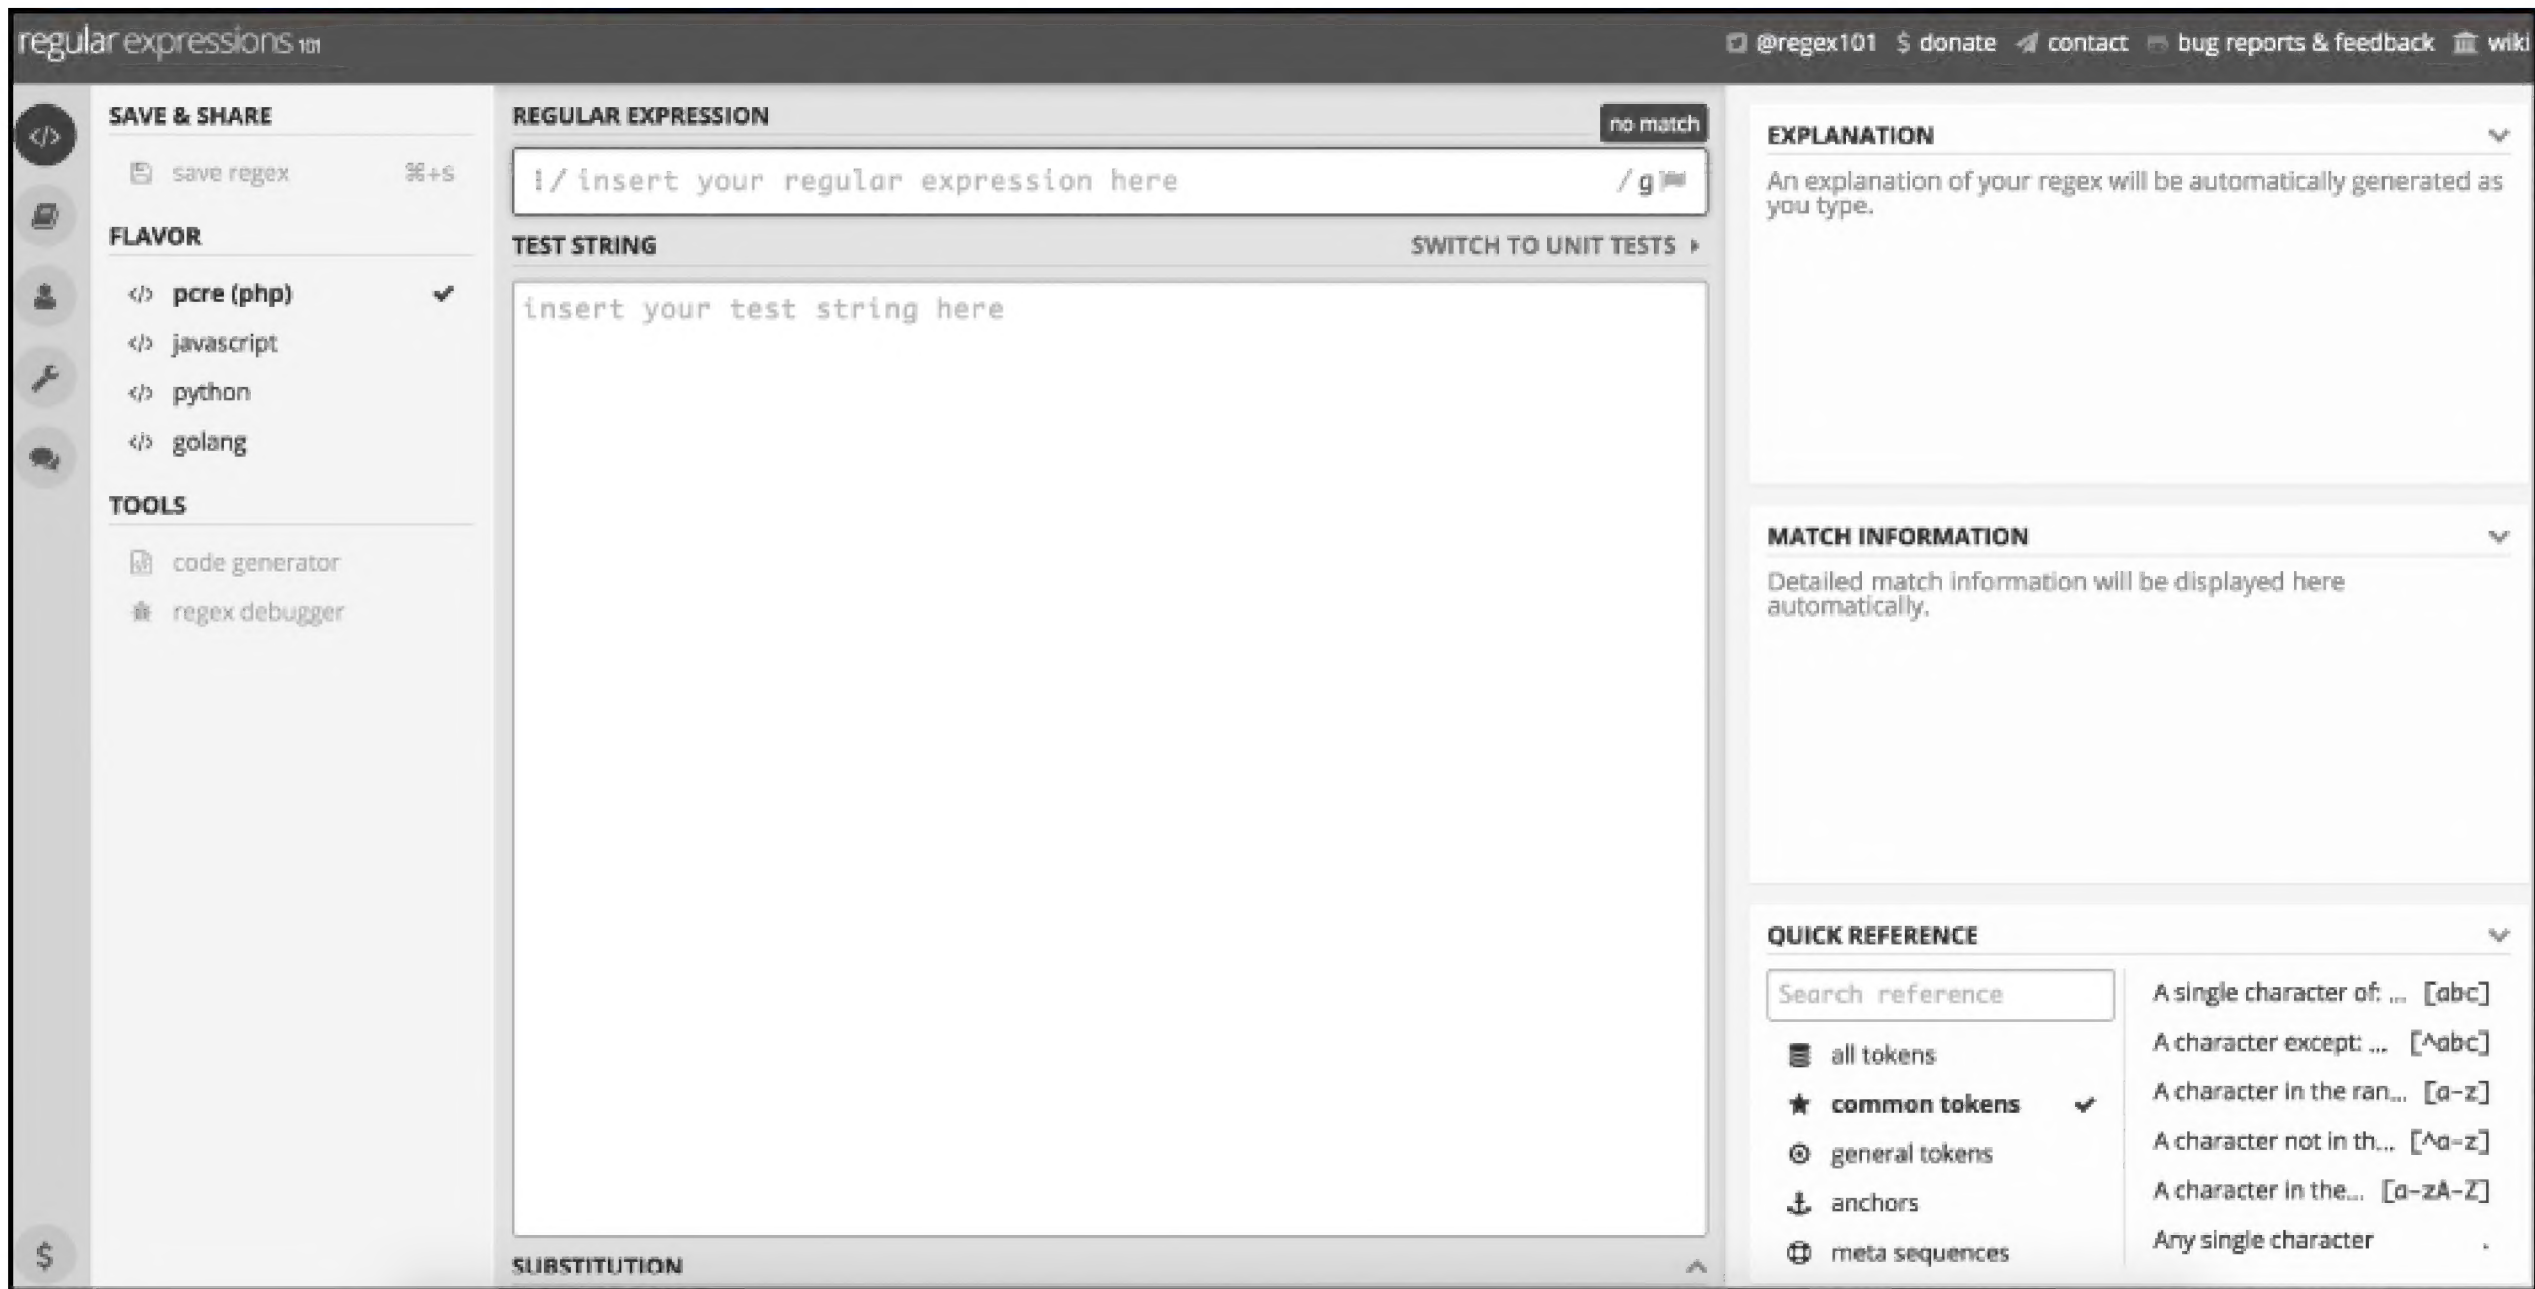 regular expressions 101
@regex101 $ donate contact bug reports & feedback wiki
SAVE & SHARE
save regex ⌘+s
FLAVOR
</> pcre (php)
</> javascript
</> python
</> golang
TOOLS
code generator
regex debugger
$
REGULAR EXPRESSION
no match
/ insert your regular expression here / g
TEST STRING SWITCH TO UNIT TESTS
insert your test string here
SUBSTITUTION
EXPLANATION
An explanation of your regex will be automatically generated as
you type.
MATCH INFORMATION
Detailed match information will be displayed here
automatically.
QUICK REFERENCE
Search reference
all tokens
common tokens
general tokens
anchors
meta sequences
A single character of: ... [abc]
A character except: ... [^abc]
A character in the ran... [a-z]
A character not in th... [^a-z]
A character in the... [a-zA-Z]
Any single character .